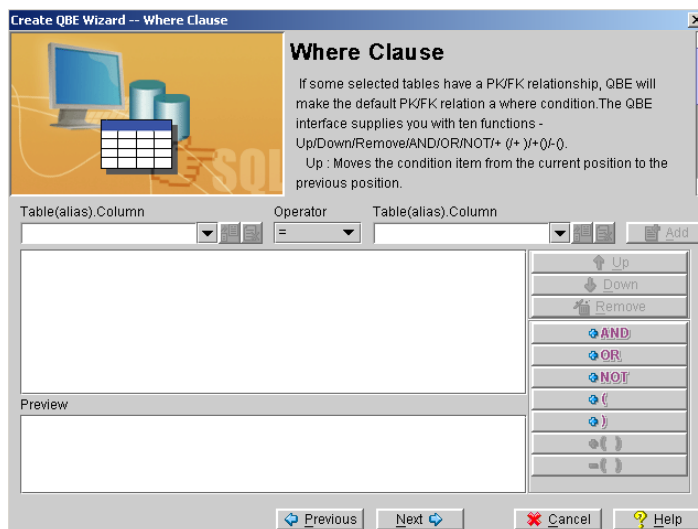 Create QBE Wizard -- Where Clause
Where Clause
If some selected tables have a PK/FK relationship, QBE will
make the default PK/FK relation a where condition.The QBE
interface supplies you with ten functions -
Up/Down/Remove/AND/OR/NOT/+ (/+ )/+()/-().
Up : Moves the condition item from the current position to the
previous position.
SQL
Table(alias).Column Operator Table(alias).Column
= Add
Up
Down
Remove
AND
OR
NOT
(
)
( )
-( )
Preview
Previous Next Cancel Help